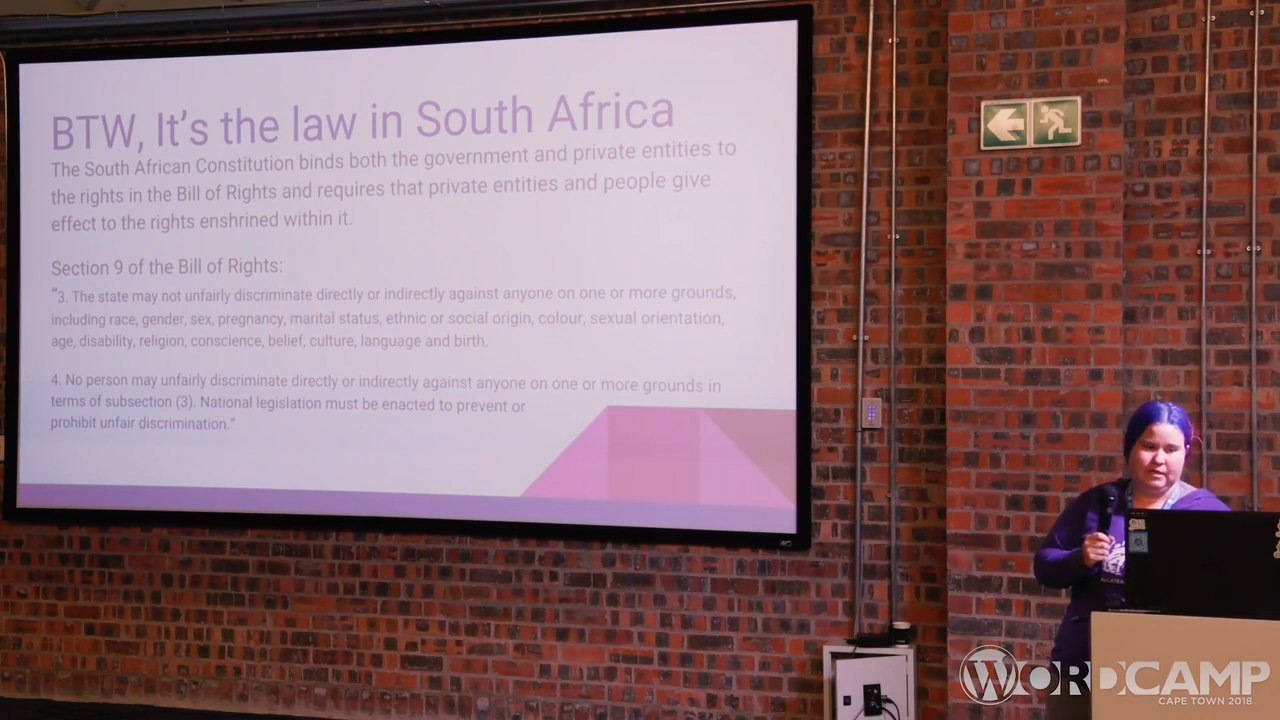 BTW, It's the law in South Africa
The South African Constitution binds both the government and private entities to
the rights in the Bill of Rights and requires that private entities and people give
effect to the rights enshrined within it.
Section 9 of the Bill of Rights:
"3. The state may not unfairly discriminate directly or indirectly against anyone on one or more grounds,
including race, gender, sex, pregnancy, marital status, ethnic or social origin, colour, sexual orientation,
age, disability, religion, conscience, belief, culture, language and birth.
4. No person may unfairly discriminate directly or indirectly against anyone on one or more grounds in
terms of subsection (3). National legislation must be enacted to prevent or
prohibit unfair discrimination."
WORDCAMP
CAPE TOWN 2018